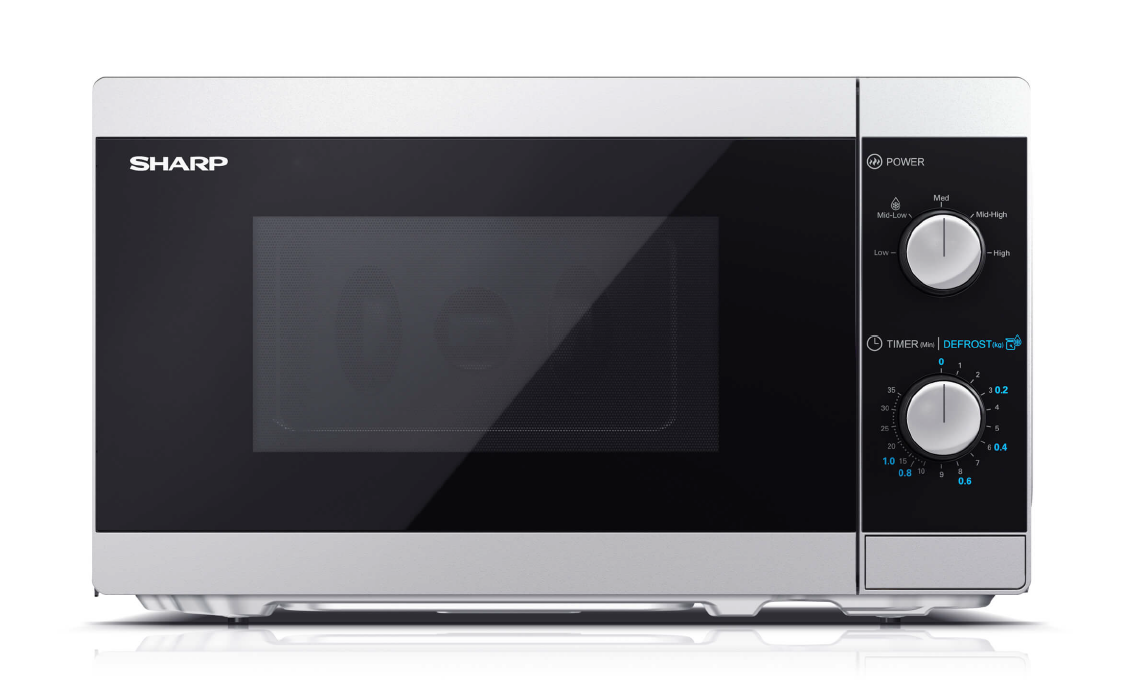 SHARP
POWER
Med
Mid-Low
Mid-High
Low
High
TIMER (Min) | DEFROST (kg)
0
1
2
35
3 0.2
30
4
25
5
20
6 0.4
1.0 15
7
0.8 10
9
8
0.6